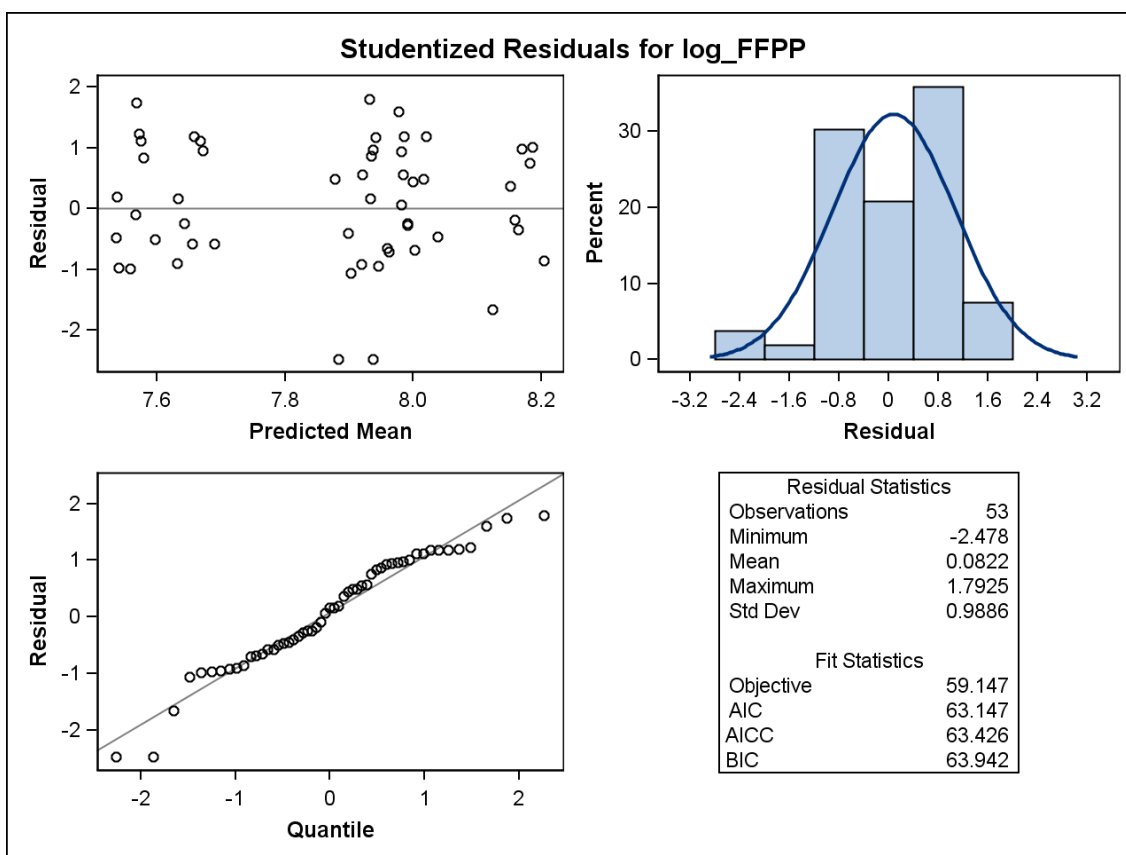 Studentized Residuals for log_FFPP
2
1
0
-1
-2
Residual
7.6 7.8 8.0 8.2
Predicted Mean
30
20
10
0
Percent
-3.2 -2.4 -1.6 -0.8 0 0.8 1.6 2.4 3.2
Residual
2
1
0
-1
-2
Residual
-2 -1 0 1 2
Quantile
Residual Statistics
Observations 53
Minimum -2.478
Mean 0.0822
Maximum 1.7925
Std Dev 0.9886
Fit Statistics
Objective 59.147
AIC 63.147
AICC 63.426
BIC 63.942